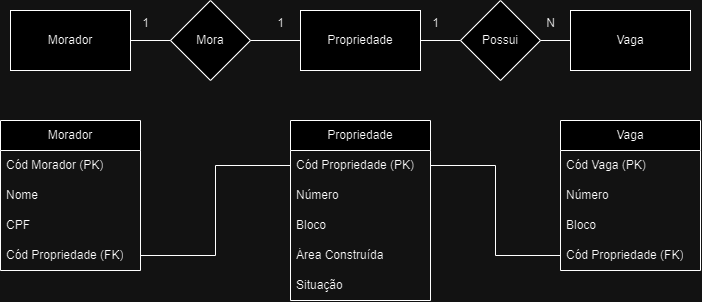 Morador
1
Mora
1
Propriedade
1
Possui
N
Vaga
Morador
Cód Morador (PK)
Nome
CPF
Cód Propriedade (FK)
Propriedade
Cód Propriedade (PK)
Número
Bloco
Área Construída
Situação
Vaga
Cód Vaga (PK)
Número
Bloco
Cód Propriedade (FK)